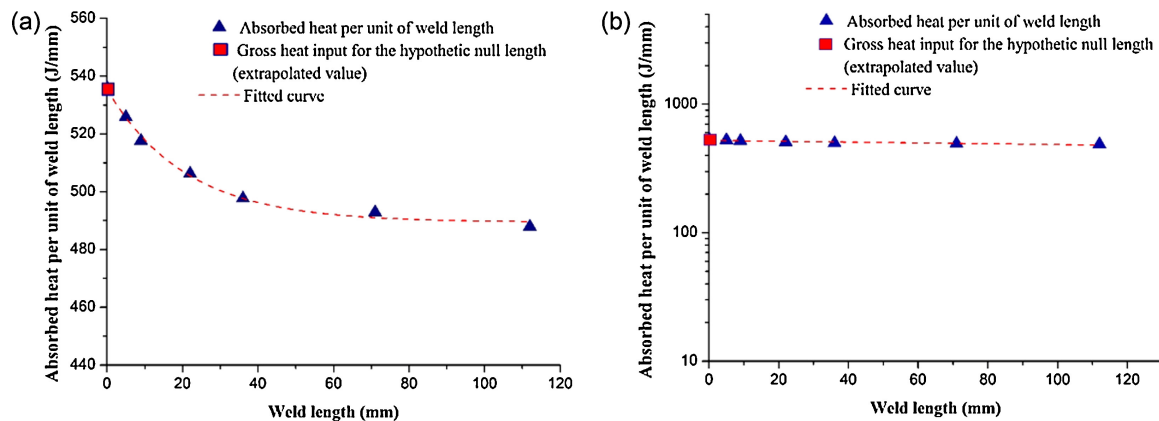 (a)
Absorbed heat per unit of weld length (J/mm)
560
540
520
500
480
460
440
0
20
40
60
80
100
120
Weld length (mm)
Absorbed heat per unit of weld length
Gross heat input for the hypothetic null length
(extrapolated value)
Fitted curve
(b)
Absorbed heat per unit of weld length (J/mm)
1000
100
10
0
20
40
60
80
100
120
Weld length (mm)
Absorbed heat per unit of weld length
Gross heat input for the hypothetic null length
(extrapolated value)
Fitted curve